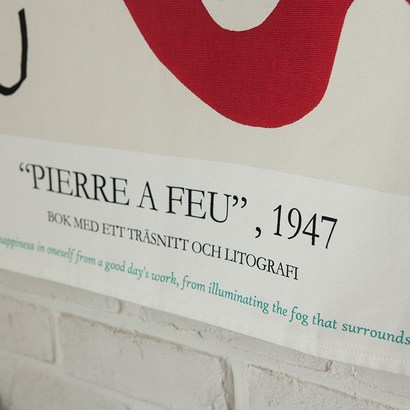 “PIERRE A FEU”, 1947
BOK MED ETT TRÄSNITT OCH LITOGRAFI
happiness in oneself from a good day's work, from illuminating the fog that surrounds